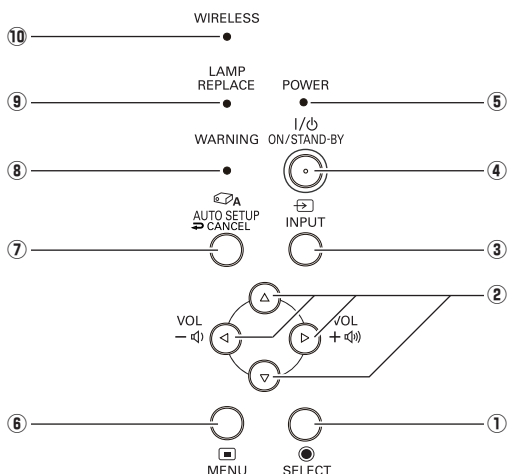 WIRELESS
⑩
LAMP
REPLACE
POWER
⑨
⑤
I/⏻
ON/STAND-BY
WARNING
⑧
④
A
AUTO SETUP
CANCEL
INPUT
⑦
③
②
VOL
−
VOL
+
⑥
①
MENU
SELECT